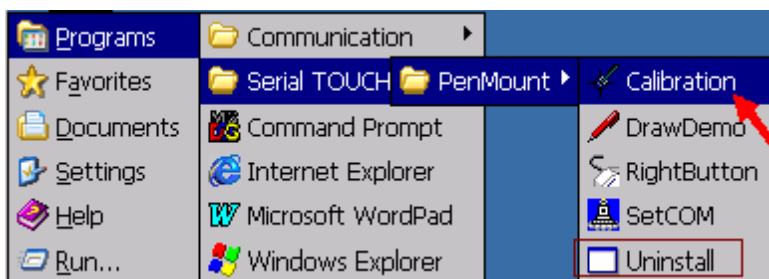 Programs
Favorites
Documents
Settings
Help
Run...
Communication
Serial TOUCH
Command Prompt
Internet Explorer
Microsoft WordPad
Windows Explorer
PenMount
Calibration
DrawDemo
RightButton
SetCOM
Uninstall